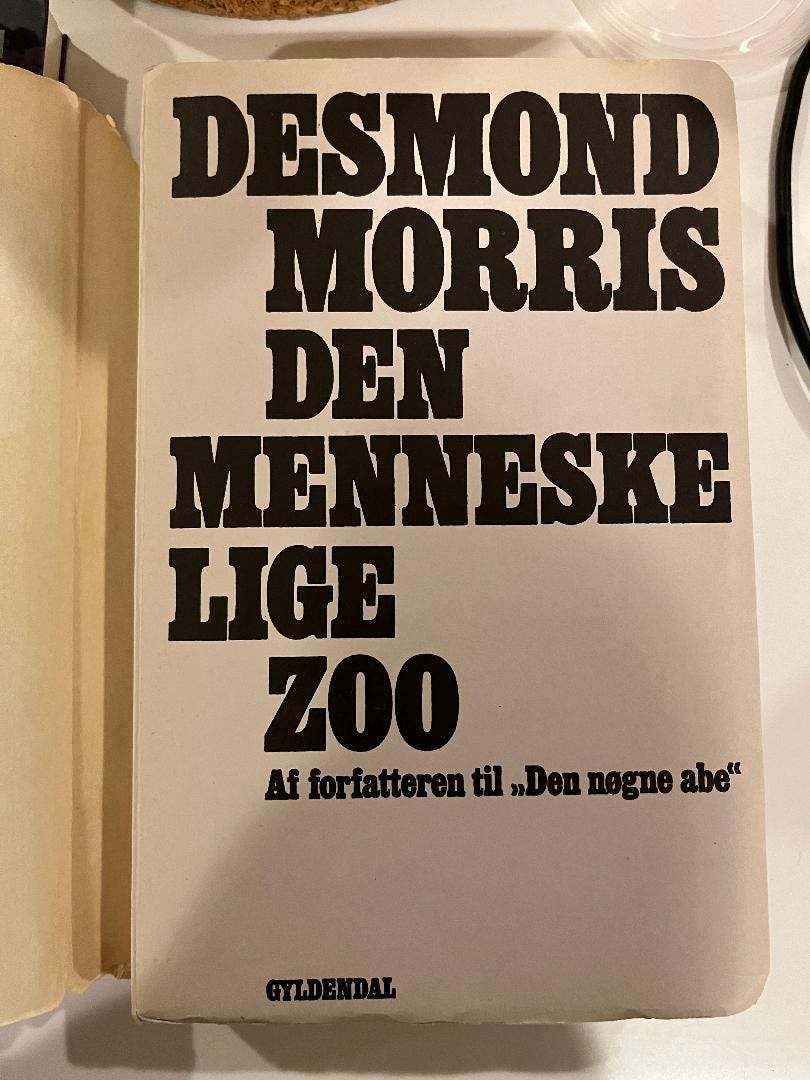 DESMOND
MORRIS
DEN
MENNESKE
LIGE
ZOO
Af forfatteren til „Den nøgne abe“
GYLDENDAL